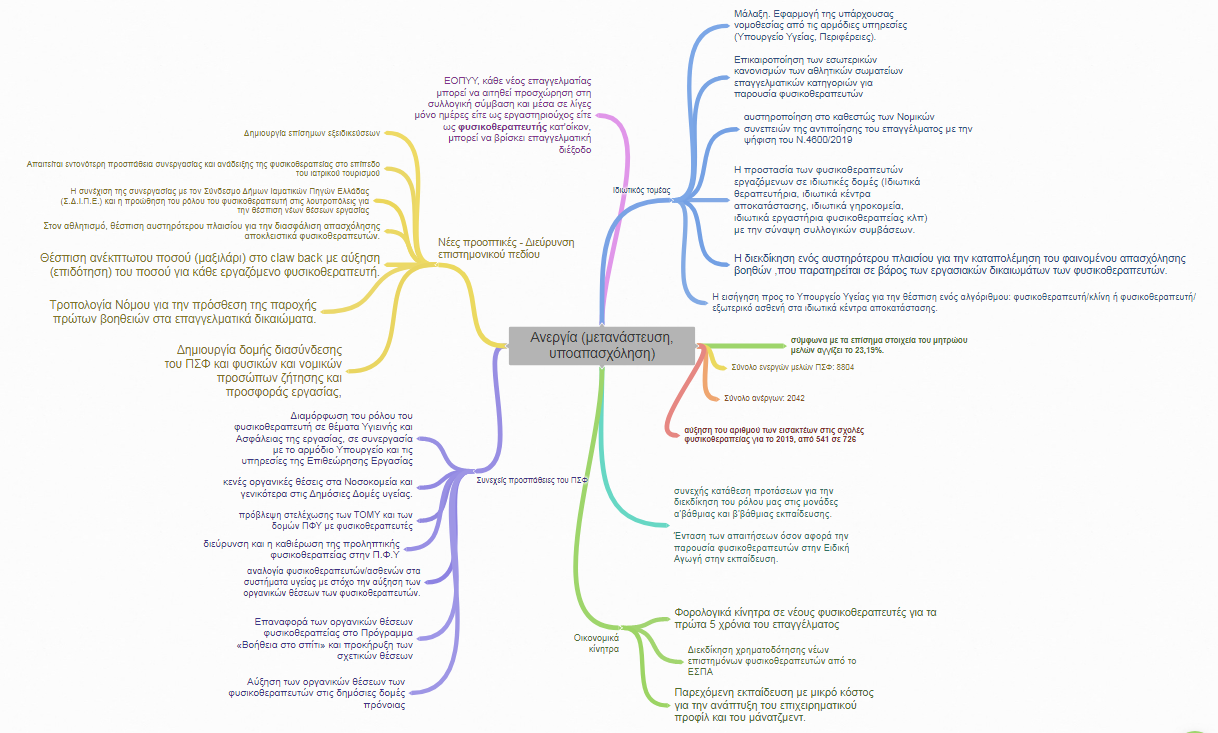 Μάλαξη. Εφαρμογή της υπάρχουσας
νομοθεσίας από τις αρμόδιες υπηρεσίες
(Υπουργείο Υγείας, Περιφέρειες).
Επικαιροποίηση των εσωτερικών
κανονισμών των αθλητικών σωματείων
επαγγελματικών κατηγοριών για
παρουσία φυσικοθεραπευτών
αυστηροποίηση στο καθεστώς των Νομικών
συνεπειών της αντιποίησης του επαγγέλματος με την
ψήφιση του Ν.4600/2019
Η προστασία των φυσικοθεραπευτών
εργαζόμενων σε ιδιωτικές δομές (Ιδιωτικά
θεραπευτήρια, ιδιωτικά κέντρα
αποκατάστασης, ιδιωτικά γηροκομεία,
ιδιωτικά εργαστήρια φυσικοθεραπείας κλπ)
με την σύναψη συλλογικών συμβάσεων.
Η διεκδίκηση ενός αυστηρότερου πλαισίου για την καταπολέμηση του φαινομένου απασχόλησης
βοηθών ,που παρατηρείται σε βάρος των εργασιακών δικαιωμάτων των φυσικοθεραπευτών.
Η εισήγηση προς το Υπουργείο Υγείας για την θέσπιση ενός αλγόριθμου: φυσικοθεραπευτή/κλίνη ή φυσικοθεραπευτή/
εξωτερικό ασθενή στα ιδιωτικά κέντρα αποκατάστασης.
Ιδιωτικός τομέας
ΕΟΠΥΥ, κάθε νέος επαγγελματίας
μπορεί να αιτηθεί προσχώρηση στη
συλλογική σύμβαση και μέσα σε λίγες
μόνο ημέρες είτε ως εργαστηριούχος είτε
ως φυσικοθεραπευτής κατ'οίκον,
μπορεί να βρίσκει επαγγελματική
διέξοδο
Δημιουργία επίσημων εξειδικεύσεων
Απαιτείται εντονότερη προσπάθεια συνεργασίας και ανάδειξης της φυσικοθεραπείας στο επίπεδο
του ιατρικού τουρισμού
Η συνέχιση της συνεργασίας με τον Σύνδεσμο Δήμων Ιαματικών Πηγών Ελλάδας
(Σ.Δ.Ι.Π.Ε.) και η προώθηση του ρόλου του φυσικοθεραπευτή στις λουτροπόλεις για
την θέσπιση νέων θέσεων εργασίας
Στον αθλητισμό, θέσπιση αυστηρότερου πλαισίου για την διασφάλιση απασχόλησης
αποκλειστικά φυσικοθεραπευτών.
Θέσπιση ανέκπτωτου ποσού (μαξιλάρι) στο claw back με αύξηση
(επιδότηση) του ποσού για κάθε εργαζόμενο φυσικοθεραπευτή.
Τροπολογία Νόμου για την πρόσθεση της παροχής
πρώτων βοηθειών στα επαγγελματικά δικαιώματα.
Δημιουργία δομής διασύνδεσης
του ΠΣΦ και φυσικών και νομικών
προσώπων ζήτησης και
προσφοράς εργασίας,
Νέες προοπτικές - Διεύρυνση
επιστημονικού πεδίου
Ανεργία (μετανάστευση,
υποαπασχόληση)
σύμφωνα με τα επίσημα στοιχεία του μητρώου
μελών αγγίζει το 23,19%.
Σύνολο ενεργών μελών ΠΣΦ: 8804
Σύνολο ανέργων: 2042
αύξηση του αριθμού των εισακτέων στις σχολές
φυσικοθεραπείας για το 2019, από 541 σε 726
Διαμόρφωση του ρόλου του
φυσικοθεραπευτή σε θέματα Υγιεινής και
Ασφάλειας της εργασίας, σε συνεργασία
με το αρμόδιο Υπουργείο και τις
υπηρεσίες της Επιθεώρησης Εργασίας
κενές οργανικές θέσεις στα Νοσοκομεία και
γενικότερα στις Δημόσιες Δομές υγείας.
πρόβλεψη στελέχωσης των ΤΟΜΥ και των
δομών ΠΦΥ με φυσικοθεραπευτές
διεύρυνση και η καθιέρωση της προληπτικής
φυσικοθεραπείας στην Π.Φ.Υ
αναλογία φυσικοθεραπευτών/ασθενών στα
συστήματα υγείας με στόχο την αύξηση των
οργανικών θέσεων των φυσικοθεραπευτών.
Επαναφορά των οργανικών θέσεων
φυσικοθεραπείας στο Πρόγραμμα
«Βοήθεια στο σπίτι» και προκήρυξη των
σχετικών θέσεων
Αύξηση των οργανικών θέσεων των
φυσικοθεραπευτών στις δημόσιες δομές
πρόνοιας
Συνεχείς προσπάθειες του ΠΣΦ
συνεχής κατάθεση προτάσεων για την
διεκδίκηση του ρόλου μας στις μονάδες
α'βάθμιας και β'βάθμιας εκπαίδευσης.
Ένταση των απαιτήσεων όσον αφορά την
παρουσία φυσικοθεραπευτών στην Ειδική
Αγωγή στην εκπαίδευση.
Οικονομικά
κίνητρα
Φορολογικά κίνητρα σε νέους φυσικοθεραπευτές για τα
πρώτα 5 χρόνια του επαγγέλματος
Διεκδίκηση χρηματοδότησης νέων
επιστημόνων φυσικοθεραπευτών από το
ΕΣΠΑ
Παρεχόμενη εκπαίδευση με μικρό κόστος
για την ανάπτυξη του επιχειρηματικού
προφίλ και του μάνατζμεντ.